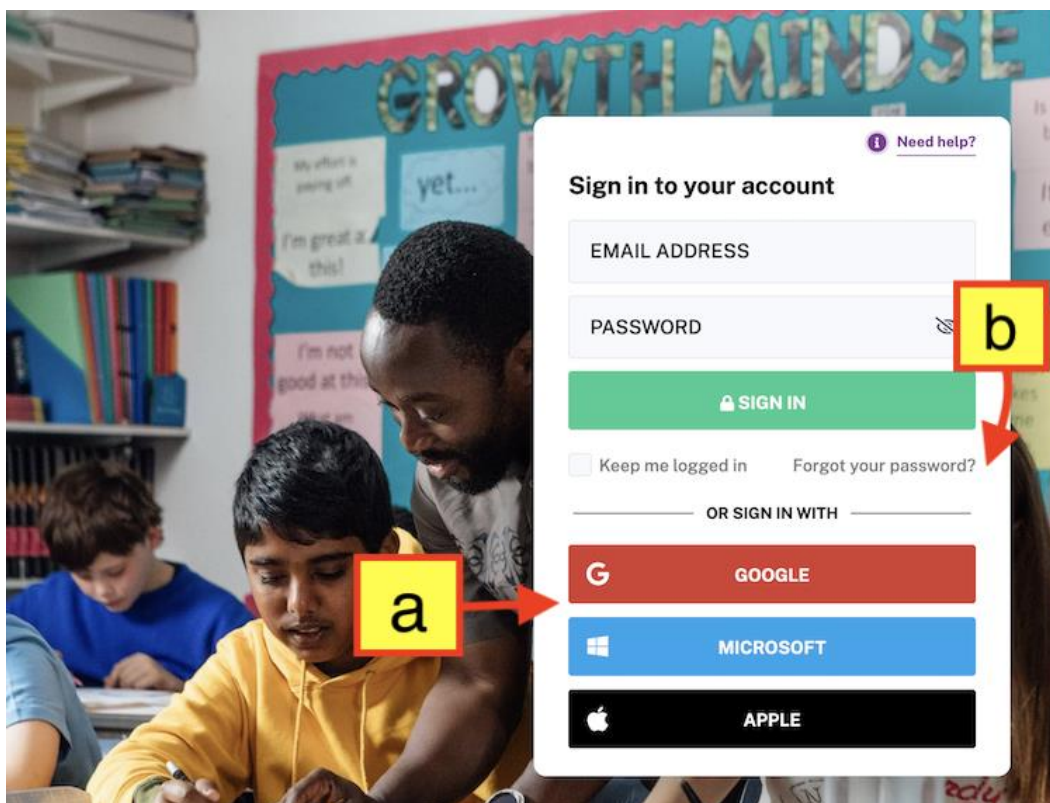 GROWTH MINDSE
My effort is
paying off.
yet...
I'm great at
this!
I'm not
good at this
Need help?
Sign in to your account
EMAIL ADDRESS
PASSWORD
b
SIGN IN
Keep me logged in
Forgot your password?
OR SIGN IN WITH
a
G GOOGLE
MICROSOFT
APPLE